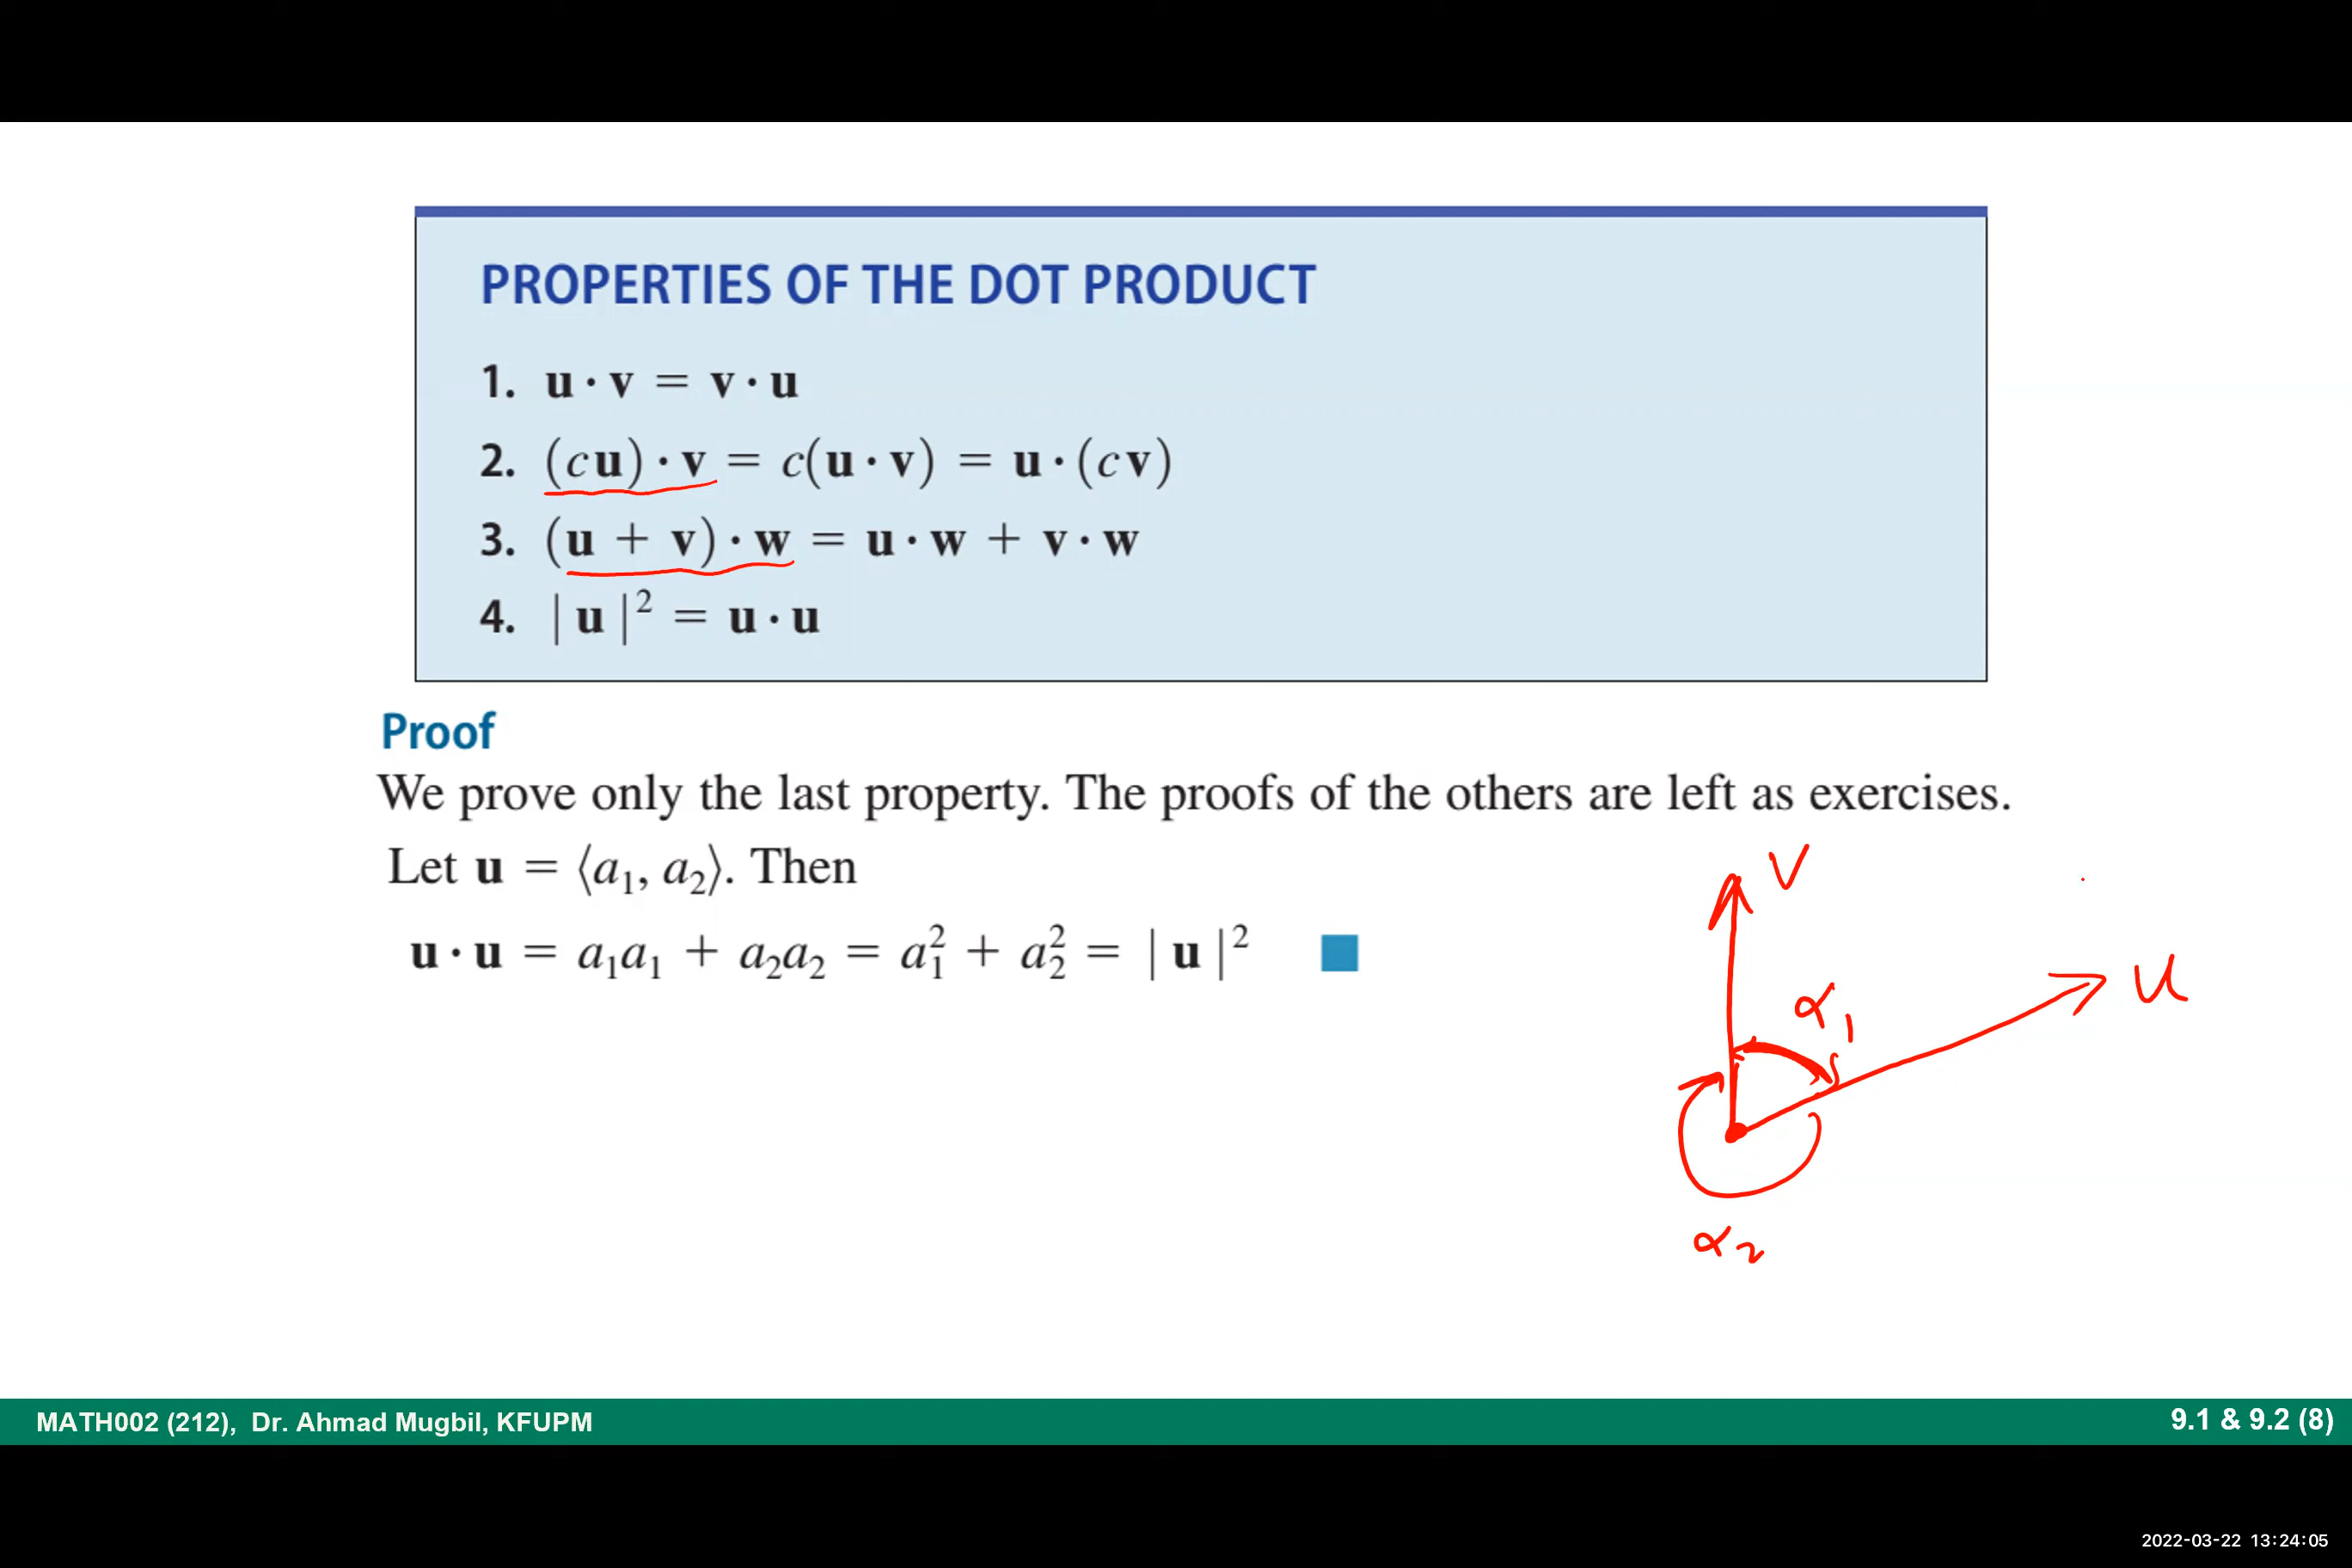 PROPERTIES OF THE DOT PRODUCT
1. u · v = v · u
2. (cu) · v = c(u · v) = u · (cv)
3. (u + v) · w = u · w + v · w
4. |u|² = u · u
Proof
We prove only the last property. The proofs of the others are left as exercises.
Let u = ⟨a₁, a₂⟩. Then
u · u = a₁a₁ + a₂a₂ = a₁² + a₂² = |u|² ■
V
u
α₁
α₂
MATH002 (212), Dr. Ahmad Mugbil, KFUPM
9.1 & 9.2 (8)
2022-03-22 13:24:05